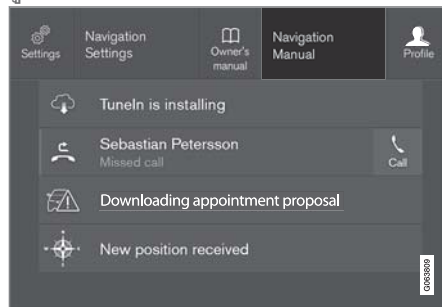 Settings
Navigation
Settings
Owner's
manual
Navigation
Manual
Profile
TuneIn is installing
Sebastian Petersson
Missed call
Call
Downloading appointment proposal
New position received
G063809